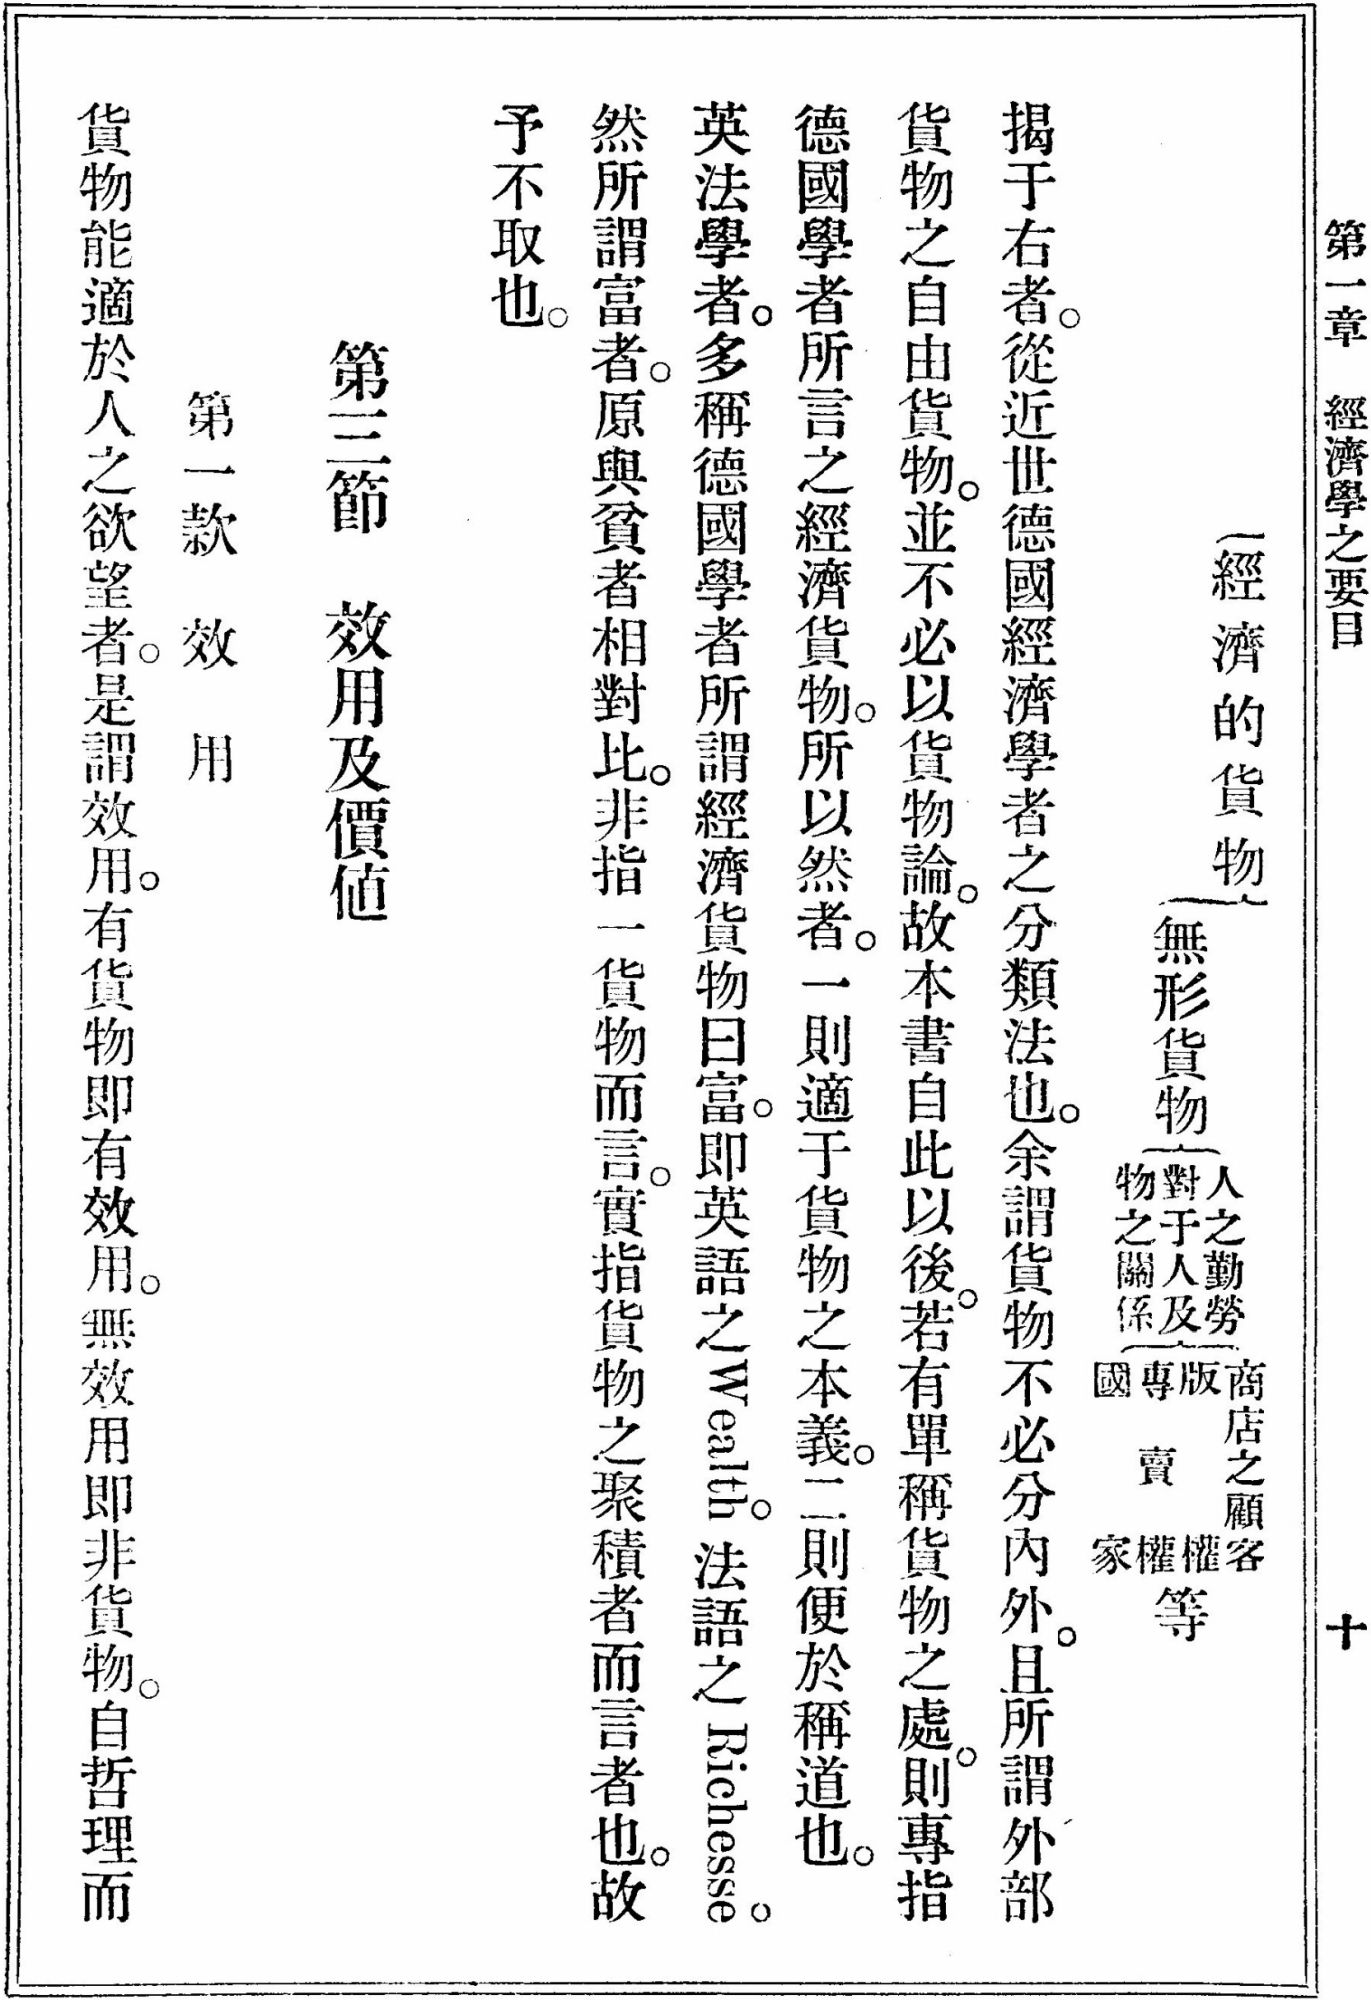 第一章 經濟學之要目 十
經濟的貨物
無形貨物
人之勤勞
對于人及
物之關係
商店之顧客
版權
專賣權
國家
等
揭于右者。從近世德國經濟學者之分類法也。余謂貨物不必分內外。且所謂外部
貨物之自由貨物。並不必以貨物論。故本書自此以後。若有單稱貨物之處。則專指
德國學者所言之經濟貨物。所以然者。一則適于貨物之本義。二則便於稱道也。
英法學者。多稱德國學者所謂經濟貨物曰富。即英語之Wealth。法語之Richesse。
然所謂富者。原與貧者相對比。非指一貨物而言。實指貨物之聚積者而言者也。故
予不取也。
第三節 效用及價值
第一款 效用
貨物能適於人之欲望者。是謂效用。有貨物即有效用。無效用即非貨物。自哲理而